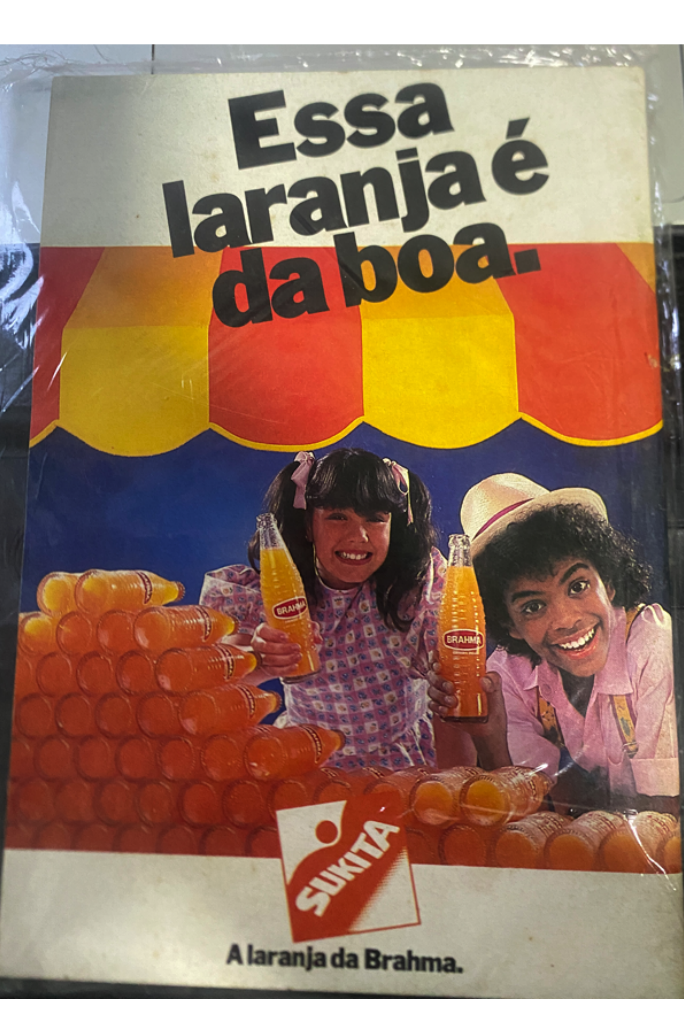 Essa
laranja é
da boa.
BRAHMA
BRAHMA
SUKITA
A laranja da Brahma.